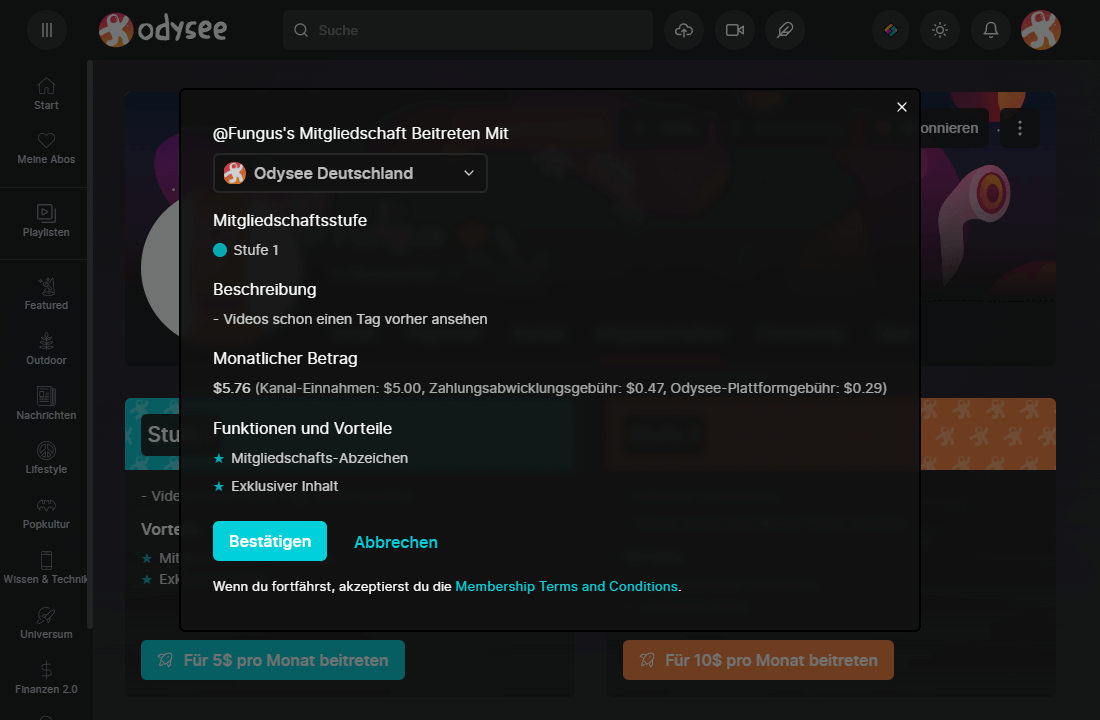 odysee
Suche
Start
Meine Abos
Playlisten
Featured
Outdoor
Nachrichten
Lifestyle
Popkultur
Wissen & Technik
Universum
Finanzen 2.0
onnieren
@Fungus's Mitgliedschaft Beitreten Mit
Odysee Deutschland
Mitgliedschaftsstufe
Stufe 1
Beschreibung
- Videos schon einen Tag vorher ansehen
Monatlicher Betrag
$5.76 (Kanal-Einnahmen: $5.00, Zahlungsabwicklungsgebühr: $0.47, Odysee-Plattformgebühr: $0.29)
Funktionen und Vorteile
★ Mitgliedschafts-Abzeichen
★ Exklusiver Inhalt
Bestätigen
Abbrechen
Wenn du fortfährst, akzeptierst du die Membership Terms and Conditions.
Stu
- Vide
Vorte
★ Mit
★ Exk
Für 5$ pro Monat beitreten
Für 10$ pro Monat beitreten